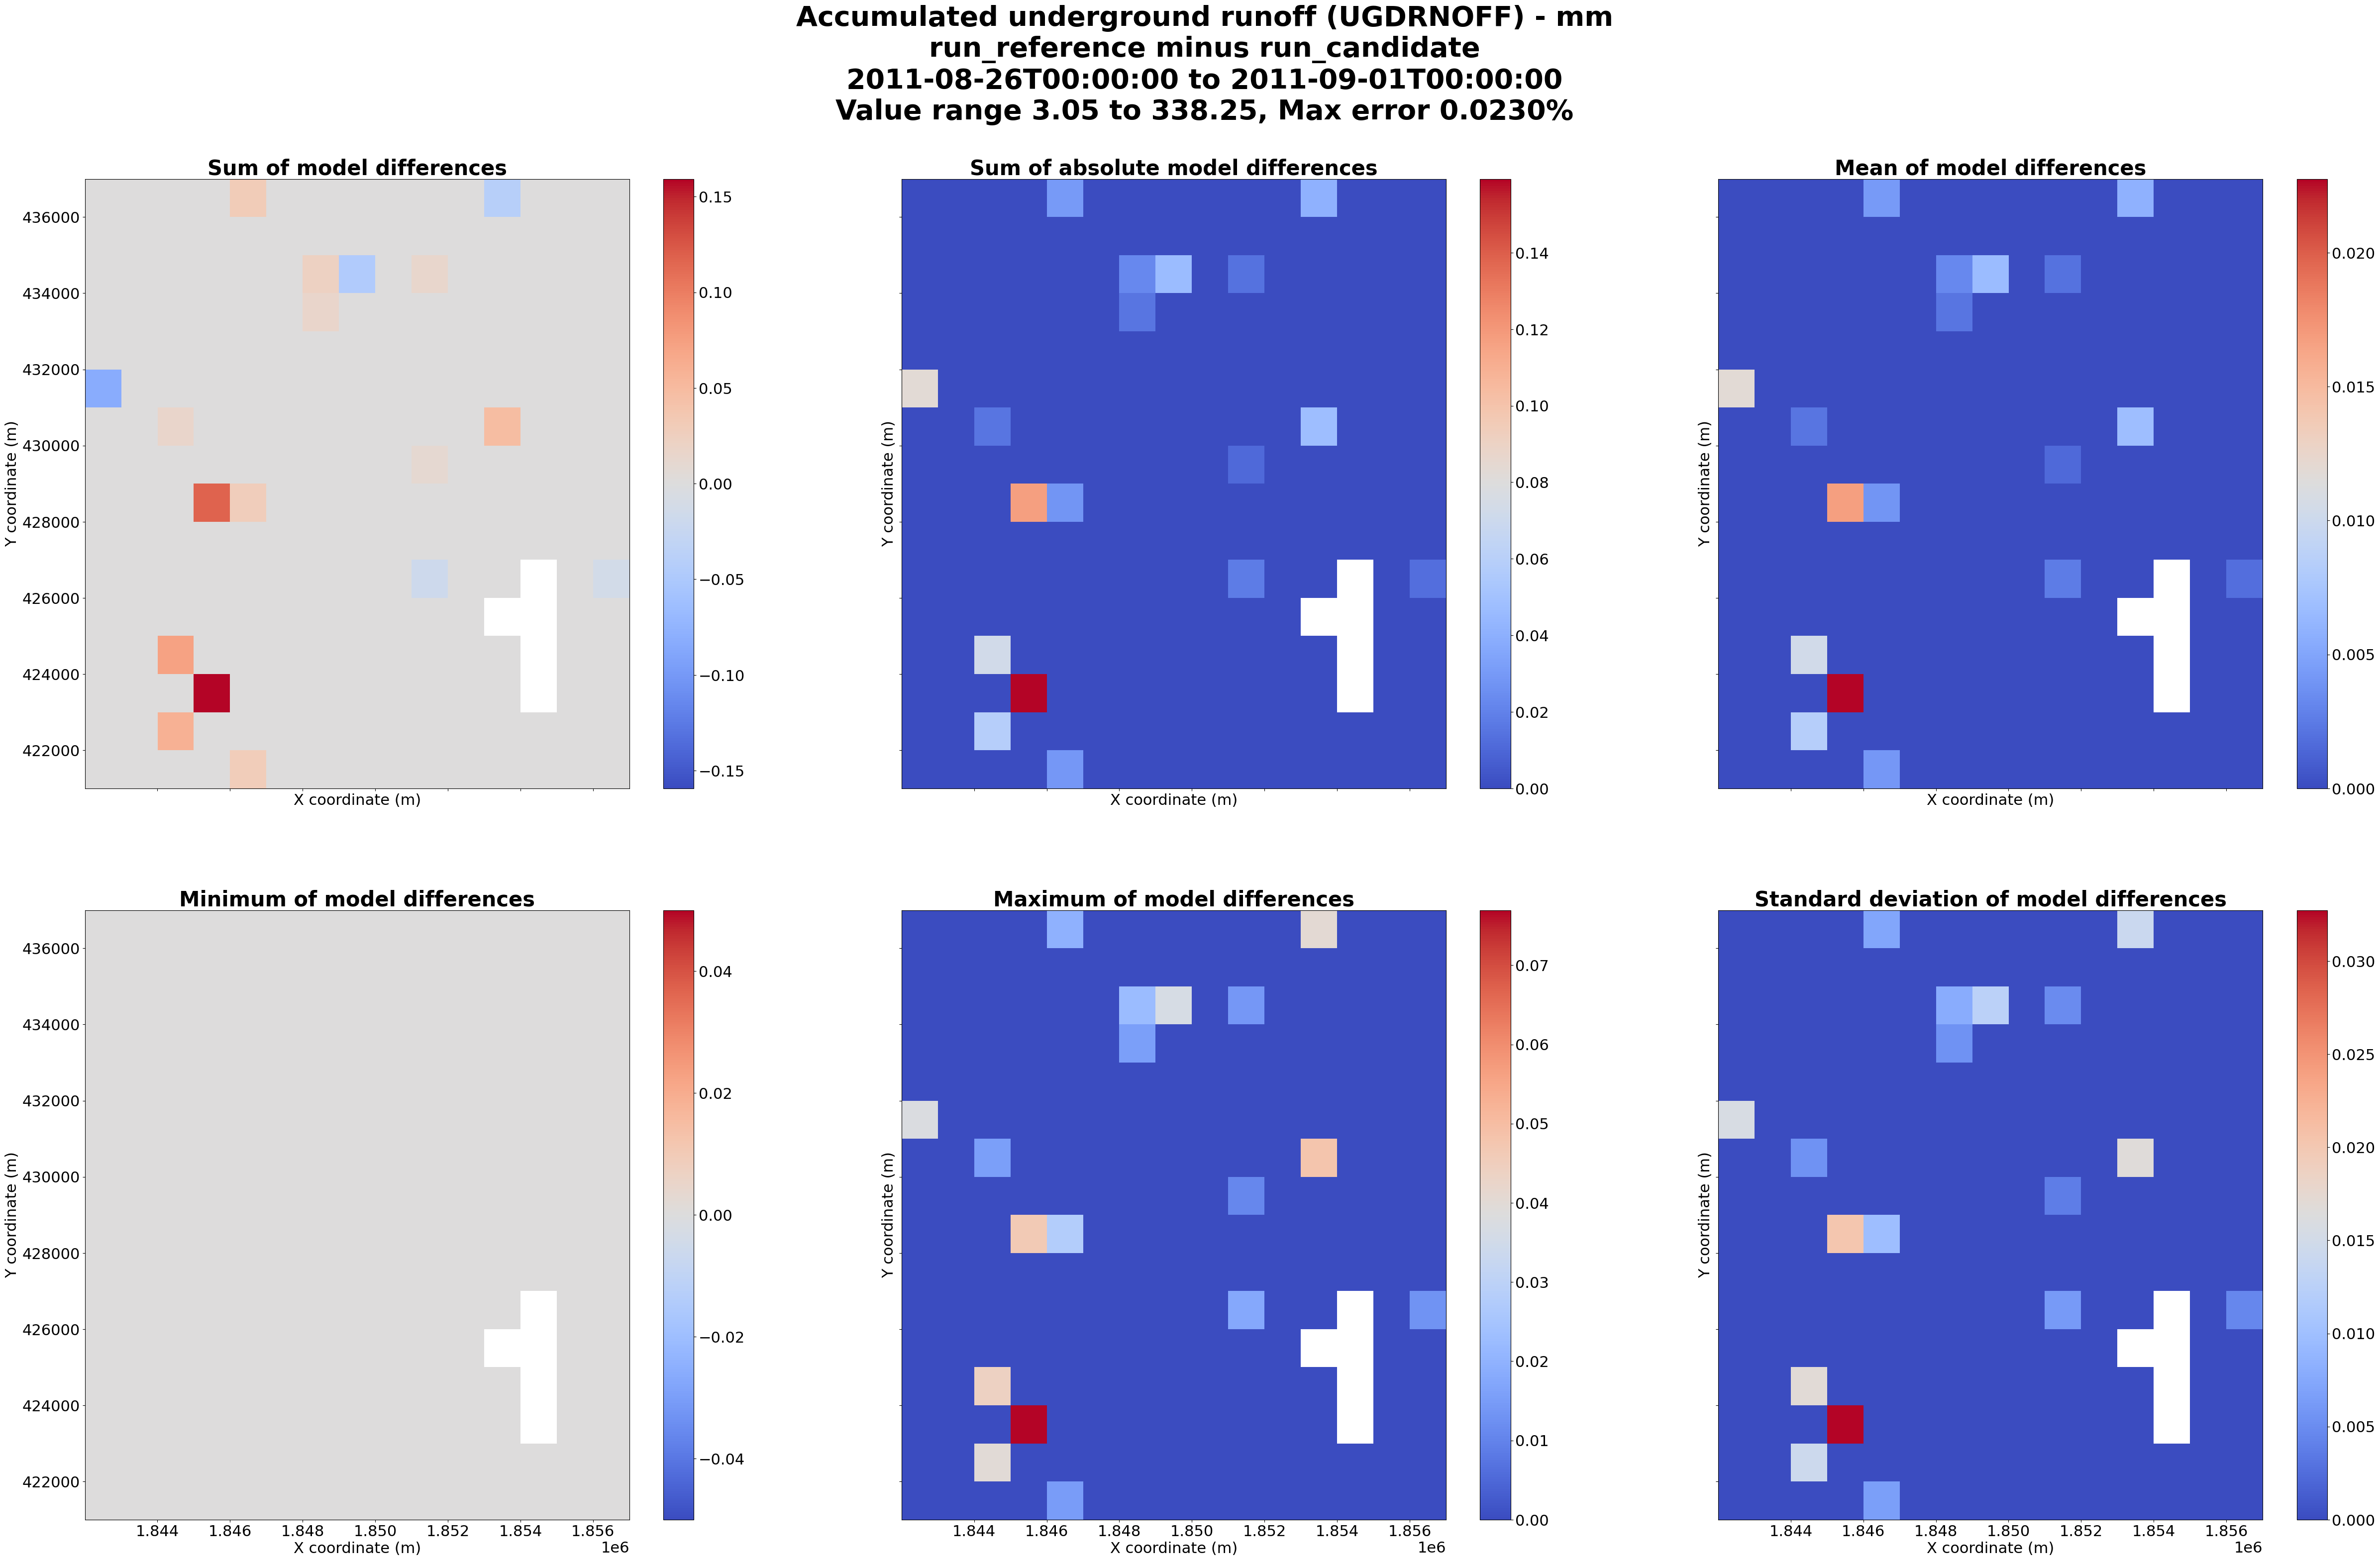 Accumulated underground runoff (UGDRNOFF) - mm
run_reference minus run_candidate
2011-08-26T00:00:00 to 2011-09-01T00:00:00
Value range 3.05 to 338.25, Max error 0.0230%
Sum of model differences
436000
434000
432000
430000
428000
426000
424000
422000
Y coordinate (m)
X coordinate (m)
0.15
0.10
0.05
0.00
−0.05
−0.10
−0.15
Sum of absolute model differences
Y coordinate (m)
X coordinate (m)
0.14
0.12
0.10
0.08
0.06
0.04
0.02
0.00
Mean of model differences
Y coordinate (m)
X coordinate (m)
0.020
0.015
0.010
0.005
0.000
Minimum of model differences
436000
434000
432000
430000
428000
426000
424000
422000
Y coordinate (m)
1.844 1.846 1.848 1.850 1.852 1.854 1.856
X coordinate (m) 1e6
0.04
0.02
0.00
−0.02
−0.04
Maximum of model differences
Y coordinate (m)
1.844 1.846 1.848 1.850 1.852 1.854 1.856
X coordinate (m) 1e6
0.07
0.06
0.05
0.04
0.03
0.02
0.01
0.00
Standard deviation of model differences
Y coordinate (m)
1.844 1.846 1.848 1.850 1.852 1.854 1.856
X coordinate (m) 1e6
0.030
0.025
0.020
0.015
0.010
0.005
0.000